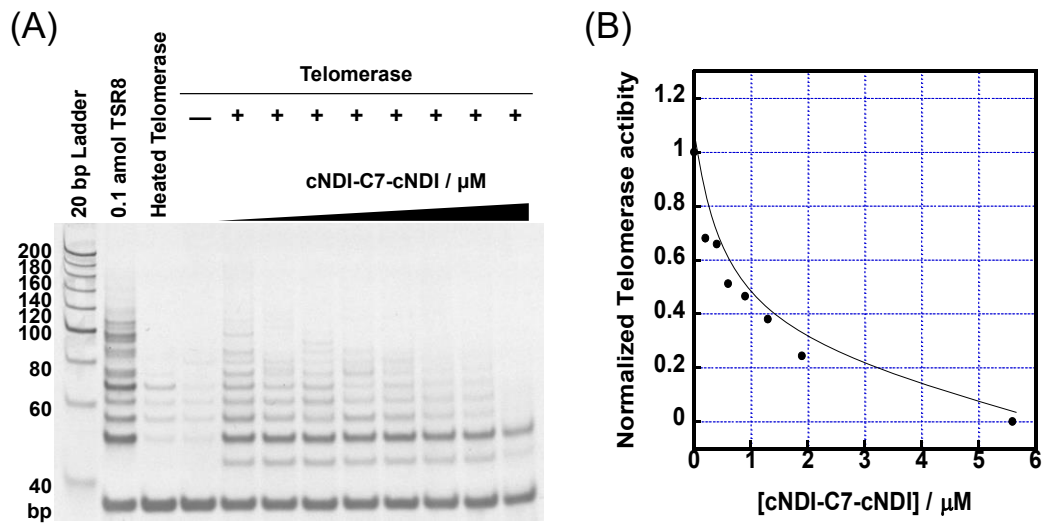 (A)
20 bp Ladder
0.1 amol TSR8
Heated Telomerase
Telomerase
— + + + + + + + +
cNDI-C7-cNDI / µM
200
180
160
140
120
100
80
60
40
bp
(B)
Normalized Telomerase actibity
1.2
1
0.8
0.6
0.4
0.2
0
0 1 2 3 4 5 6
[cNDI-C7-cNDI] / µM